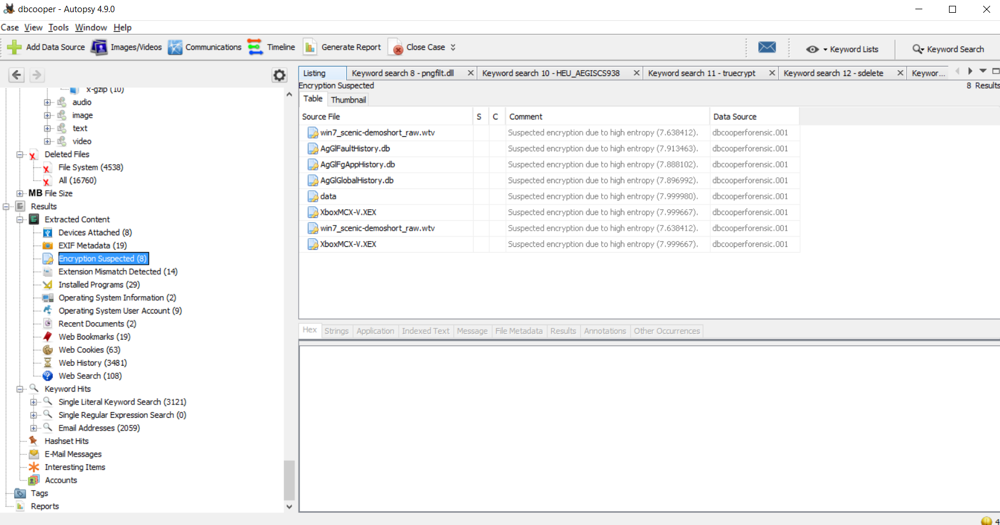 dbcooper - Autopsy 4.9.0
Case View Tools Window Help
Add Data Source Images/Videos Communications Timeline Generate Report Close Case Keyword Lists Keyword Search
Listing Keyword search 8 - pngfilt.dll Keyword search 10 - HEU_AEGISCS938 Keyword search 11 - truecrypt Keyword search 12 - sdelete Keywor...
Encryption Suspected 8 Results
Table Thumbnail
Source File S C Comment Data Source
win7_scenic-demoshort_raw.wtv Suspected encryption due to high entropy (7.638412). dbcooperforensic.001
AgGlFaultHistory.db Suspected encryption due to high entropy (7.913463). dbcooperforensic.001
AgGlFgAppHistory.db Suspected encryption due to high entropy (7.888102). dbcooperforensic.001
AgGlGlobalHistory.db Suspected encryption due to high entropy (7.896992). dbcooperforensic.001
data Suspected encryption due to high entropy (7.999980). dbcooperforensic.001
XboxMCX-V.XEX Suspected encryption due to high entropy (7.999667). dbcooperforensic.001
win7_scenic-demoshort_raw.wtv Suspected encryption due to high entropy (7.638412). dbcooperforensic.001
XboxMCX-V.XEX Suspected encryption due to high entropy (7.999667). dbcooperforensic.001
Hex Strings Application Indexed Text Message File Metadata Results Annotations Other Occurrences
x-gzip (10)
audio
image
text
video
Deleted Files
File System (4538)
All (16760)
MB File Size
Results
Extracted Content
Devices Attached (8)
EXIF Metadata (19)
Encryption Suspected (8)
Extension Mismatch Detected (14)
Installed Programs (29)
Operating System Information (2)
Operating System User Account (9)
Recent Documents (2)
Web Bookmarks (19)
Web Cookies (63)
Web History (3481)
Web Search (108)
Keyword Hits
Single Literal Keyword Search (3121)
Single Regular Expression Search (0)
Email Addresses (2059)
Hashset Hits
E-Mail Messages
Interesting Items
Accounts
Tags
Reports
4